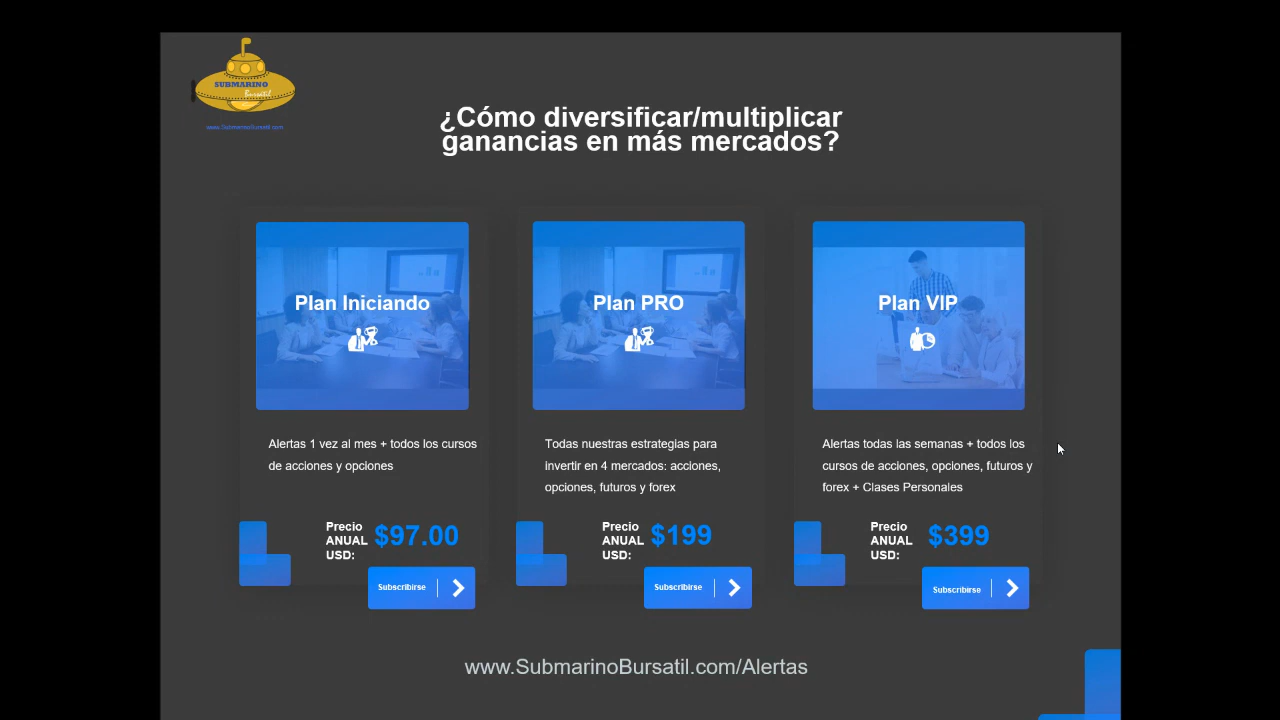 SUBMARINO
Bursatil
www.SubmarinoBursatil.com
¿Cómo diversificar/multiplicar
ganancias en más mercados?
Plan Iniciando
Alertas 1 vez al mes + todos los cursos
de acciones y opciones
Precio
ANUAL
USD:
$97.00
Subscribirse
Plan PRO
Todas nuestras estrategias para
invertir en 4 mercados: acciones,
opciones, futuros y forex
Precio
ANUAL
USD:
$199
Subscribirse
Plan VIP
Alertas todas las semanas + todos los
cursos de acciones, opciones, futuros y
forex + Clases Personales
Precio
ANUAL
USD:
$399
Subscribirse
www.SubmarinoBursatil.com/Alertas